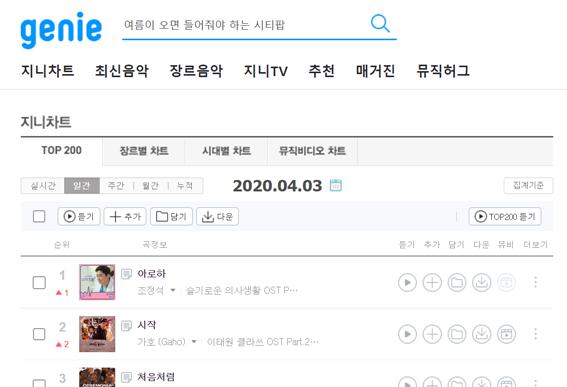 genie
여름이 오면 들어줘야 하는 시티팝
지니차트 최신음악 장르음악 지니TV 추천 매거진 뮤직허그
지니차트
TOP 200 장르별 차트 시대별 차트 뮤직비디오 차트
실시간 일간 주간 월간 누적 2020.04.03 집계기준
듣기 추가 담기 다운 TOP200 듣기
순위 곡정보 듣기 추가 담기 다운 뮤비 더보기
1 아로하
1 조정석 슬기로운 의사생활 OST P…
2 시작
2 가호 (Gaho) 이태원 클라쓰 OST Part.2…
3 처음처럼